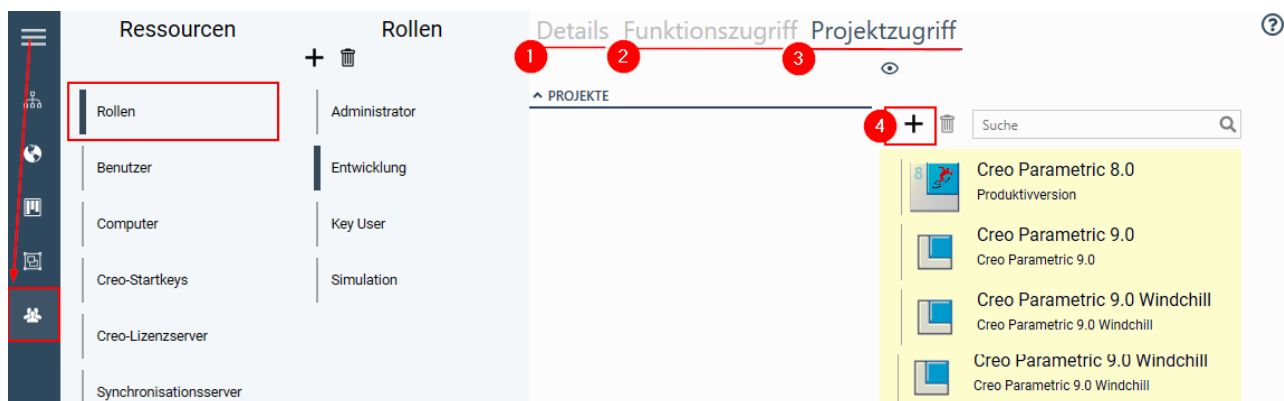 Ressourcen
Rollen
Benutzer
Computer
Creo-Startkeys
Creo-Lizenzserver
Synchronisationsserver
Rollen
Administrator
Entwicklung
Key User
Simulation
Details Funktionszugriff Projektzugriff
1 2 3
PROJEKTE
4
Suche
8
Creo Parametric 8.0
Produktivversion
Creo Parametric 9.0
Creo Parametric 9.0
Creo Parametric 9.0 Windchill
Creo Parametric 9.0 Windchill
Creo Parametric 9.0 Windchill
Creo Parametric 9.0 Windchill